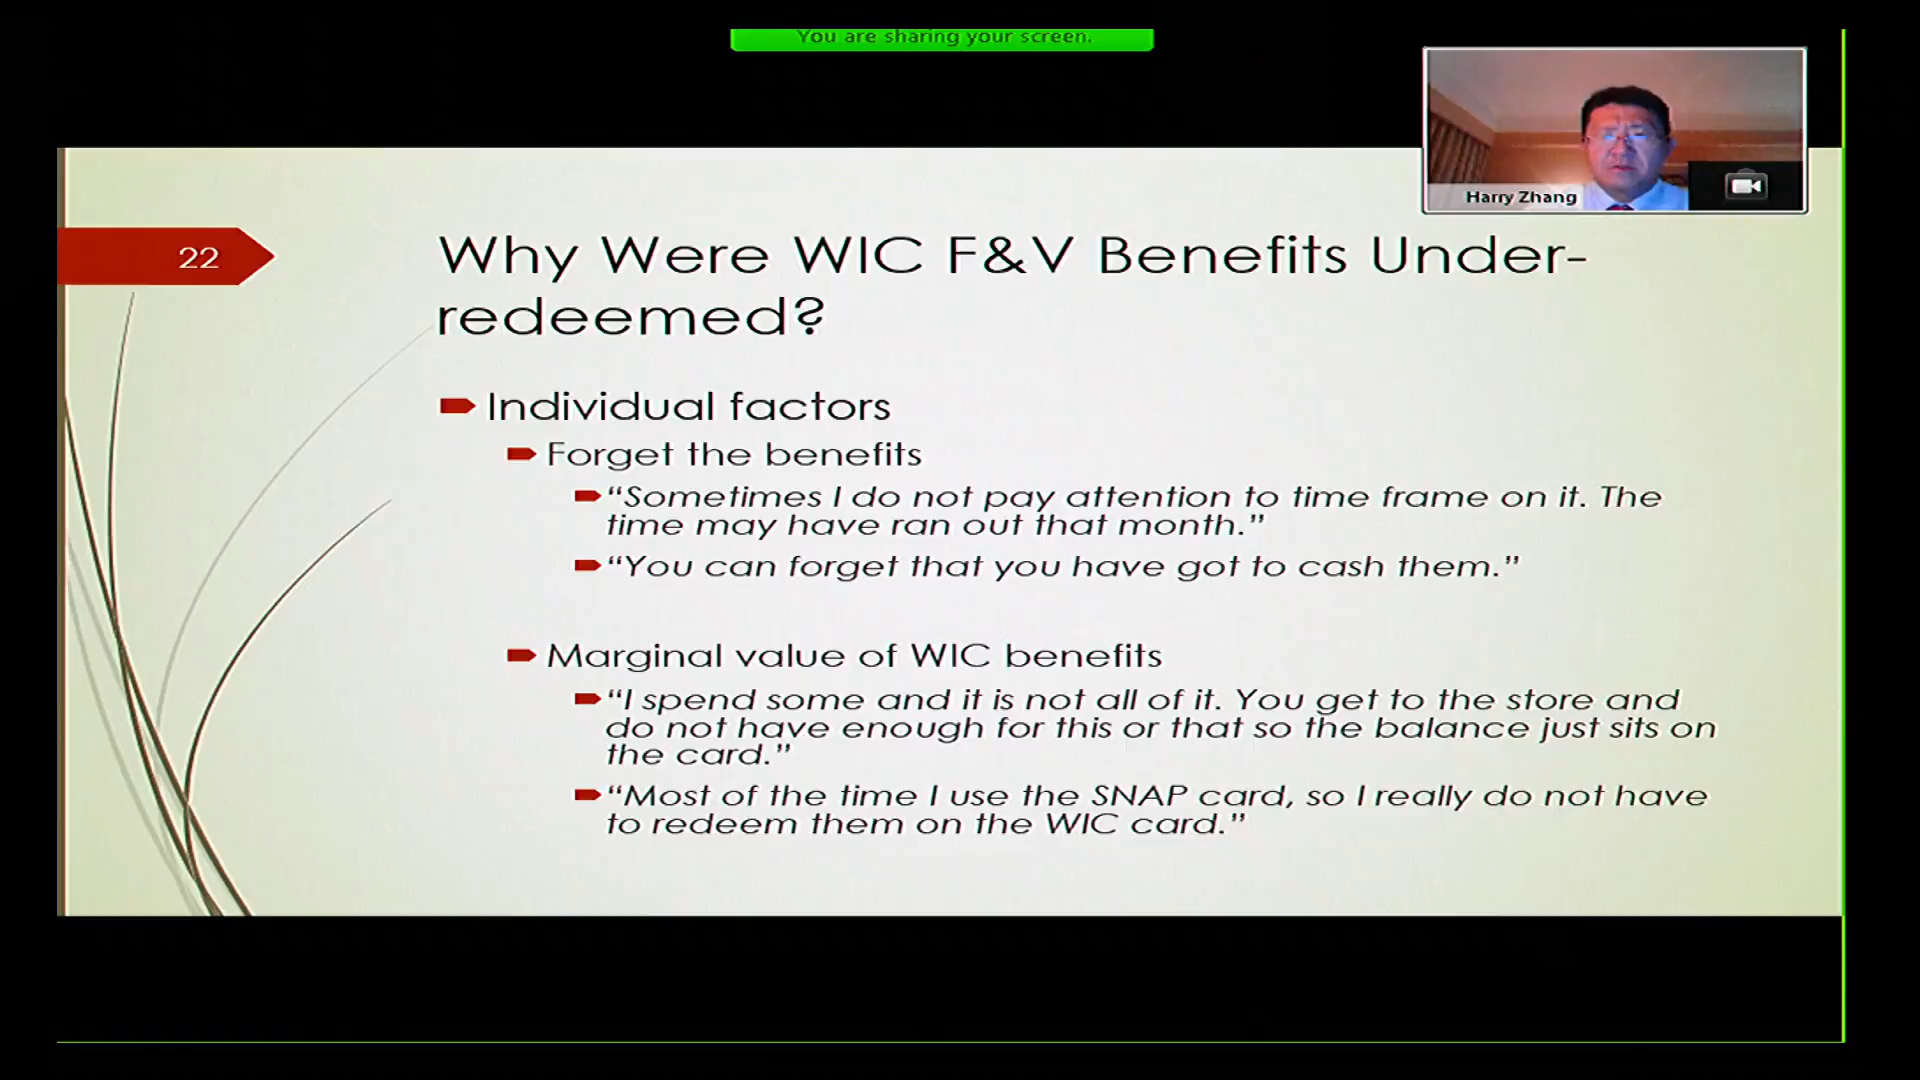 You are sharing your screen.
Harry Zhang
22
Why Were WIC F&V Benefits Under-
redeemed?
Individual factors
Forget the benefits
“Sometimes I do not pay attention to time frame on it. The
time may have ran out that month.”
“You can forget that you have got to cash them.”
Marginal value of WIC benefits
“I spend some and it is not all of it. You get to the store and
do not have enough for this or that so the balance just sits on
the card.”
“Most of the time I use the SNAP card, so I really do not have
to redeem them on the WIC card.”